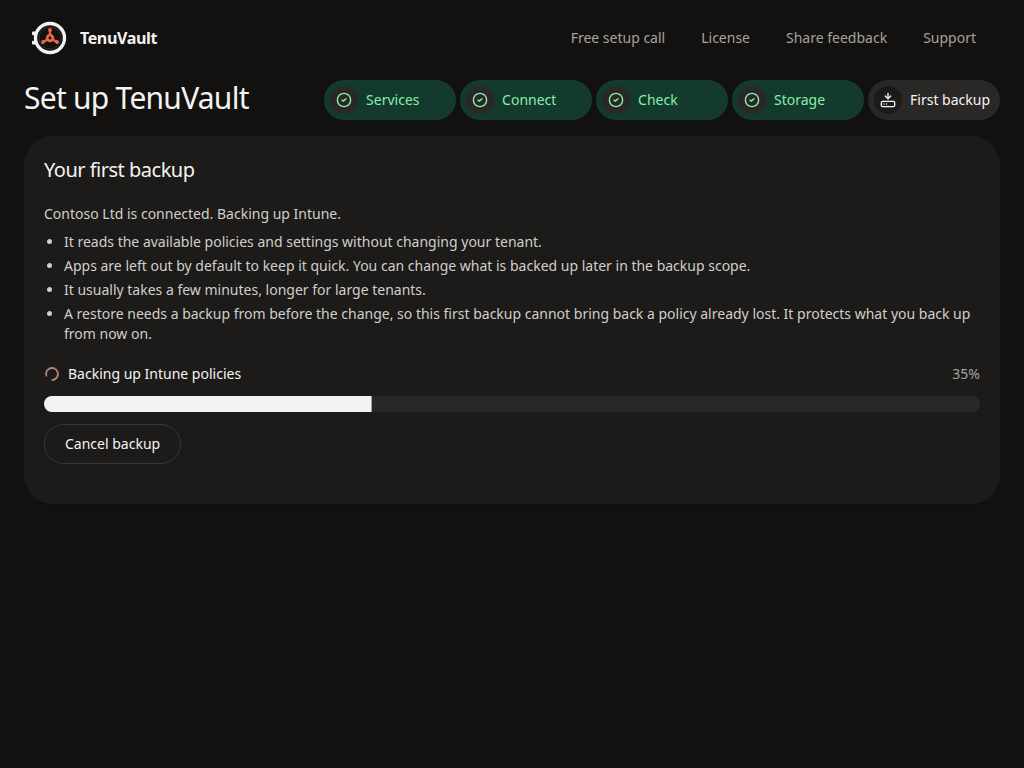 TenuVault
Free setup call
License
Share feedback
Support
Set up TenuVault
Services
Connect
Check
Storage
First backup
Your first backup
Contoso Ltd is connected. Backing up Intune.
It reads the available policies and settings without changing your tenant.
Apps are left out by default to keep it quick. You can change what is backed up later in the backup scope.
It usually takes a few minutes, longer for large tenants.
A restore needs a backup from before the change, so this first backup cannot bring back a policy already lost. It protects what you back up
from now on.
Backing up Intune policies
35%
Cancel backup